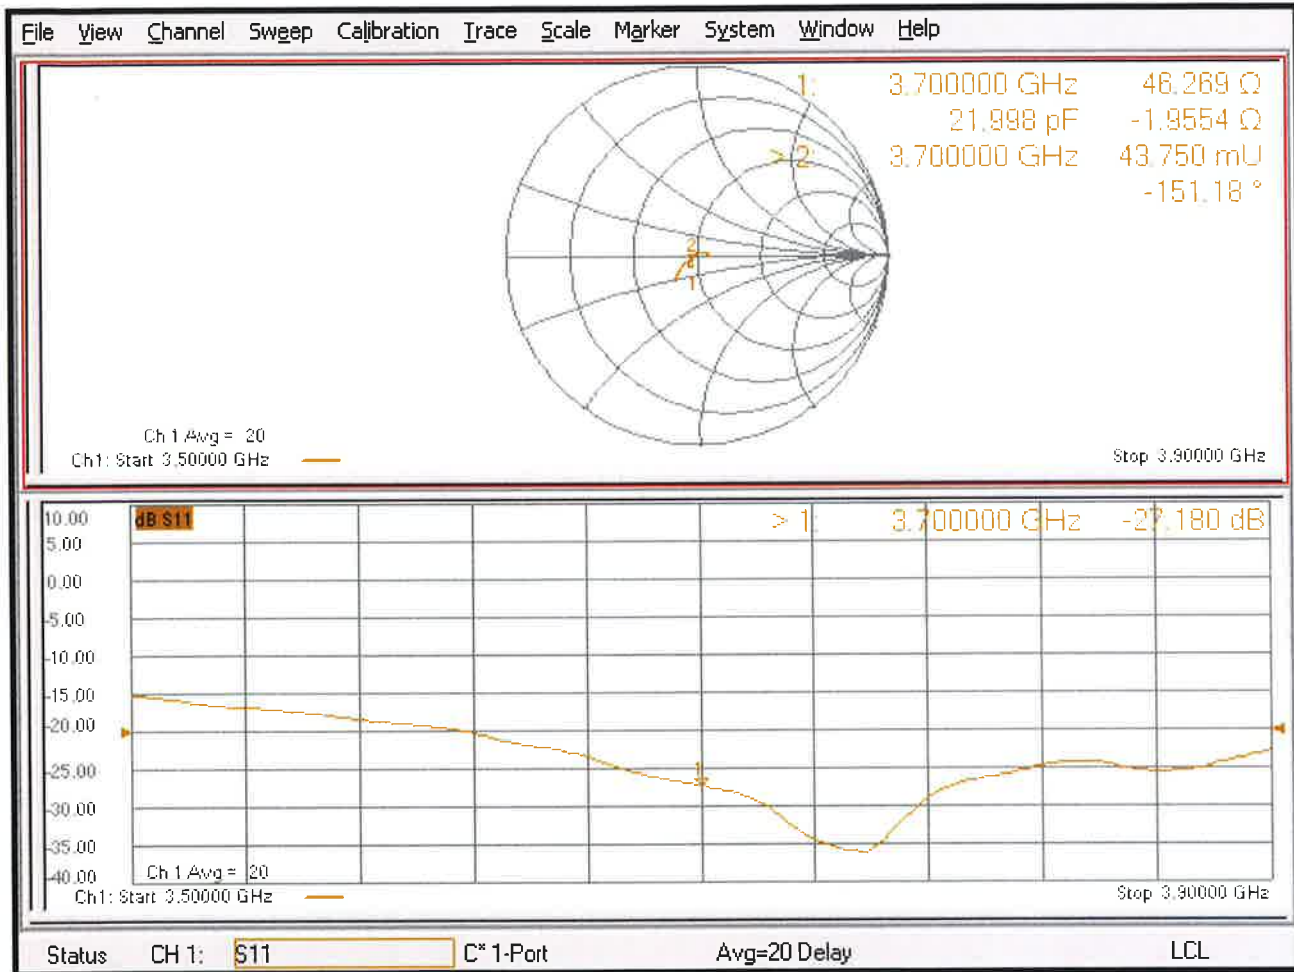 File View Channel Sweep Calibration Trace Scale Marker System Window Help
1: 3.700000 GHz 46.269 Ω
21.998 pF -1.9554 Ω
> 2: 3.700000 GHz 43.750 mU
-151.18 °
2
1
Ch 1 Avg = 20
Ch1: Start 3.50000 GHz
Stop 3.90000 GHz
10.00 dB S11 > 1: 3.700000 GHz -27.180 dB
5.00
0.00
-5.00
-10.00
-15.00
-20.00
-25.00
1
-30.00
-35.00
-40.00
Ch 1 Avg = 20
Ch1: Start 3.50000 GHz
Stop 3.90000 GHz
Status CH 1: S11 C* 1-Port Avg=20 Delay LCL